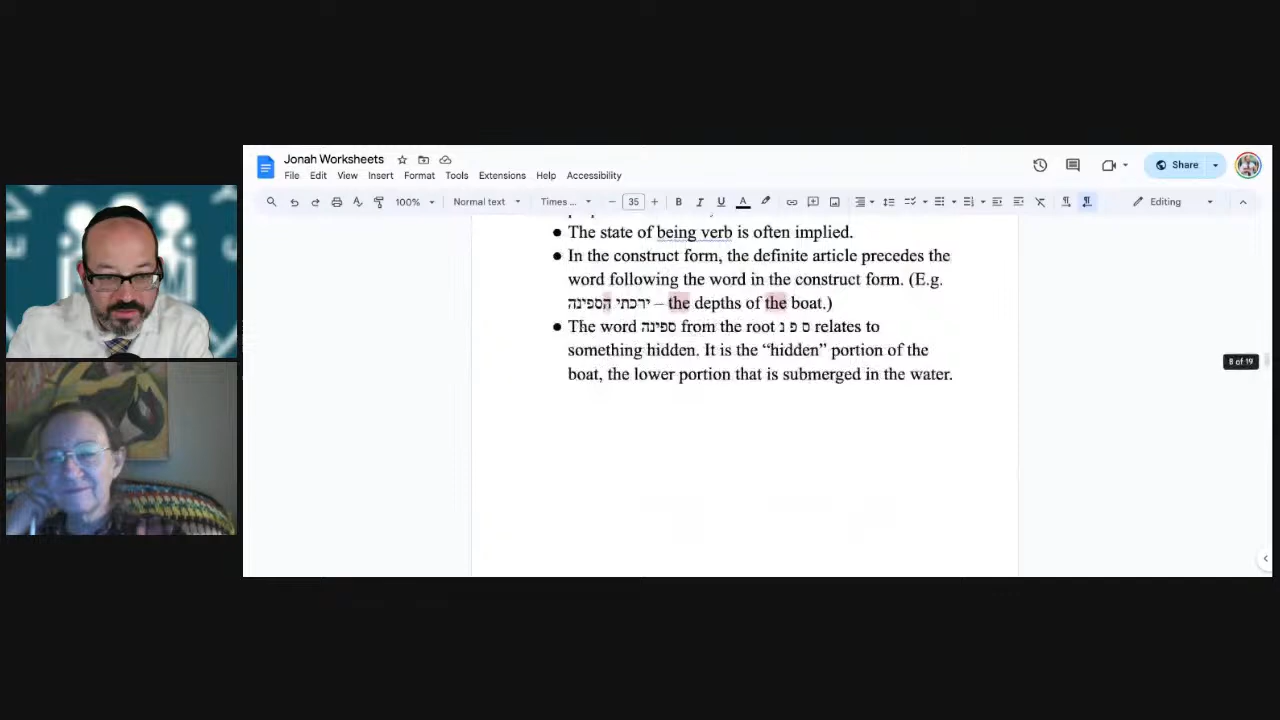 Jonah Worksheets
File Edit View Insert Format Tools Extensions Help Accessibility
Share
100% Normal text Times ... 35 B I U A Editing
● The state of being verb is often implied.
● In the construct form, the definite article precedes the
word following the word in the construct form. (E.g.
ירכתי הספינה – the depths of the boat.)
● The word ספינה from the root ס פ נ relates to
something hidden. It is the “hidden” portion of the
boat, the lower portion that is submerged in the water.
8 of 19